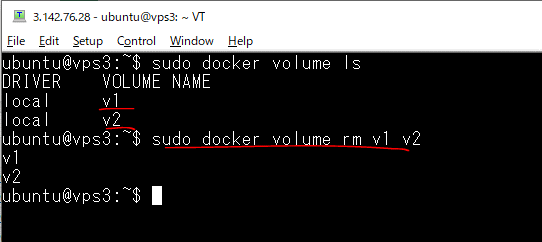 3.142.76.28 - ubuntu@vps3: ~ VT
File Edit Setup Control Window Help
ubuntu@vps3:~$ sudo docker volume ls
DRIVER    VOLUME NAME
local     v1
local     v2
ubuntu@vps3:~$ sudo docker volume rm v1 v2
v1
v2
ubuntu@vps3:~$